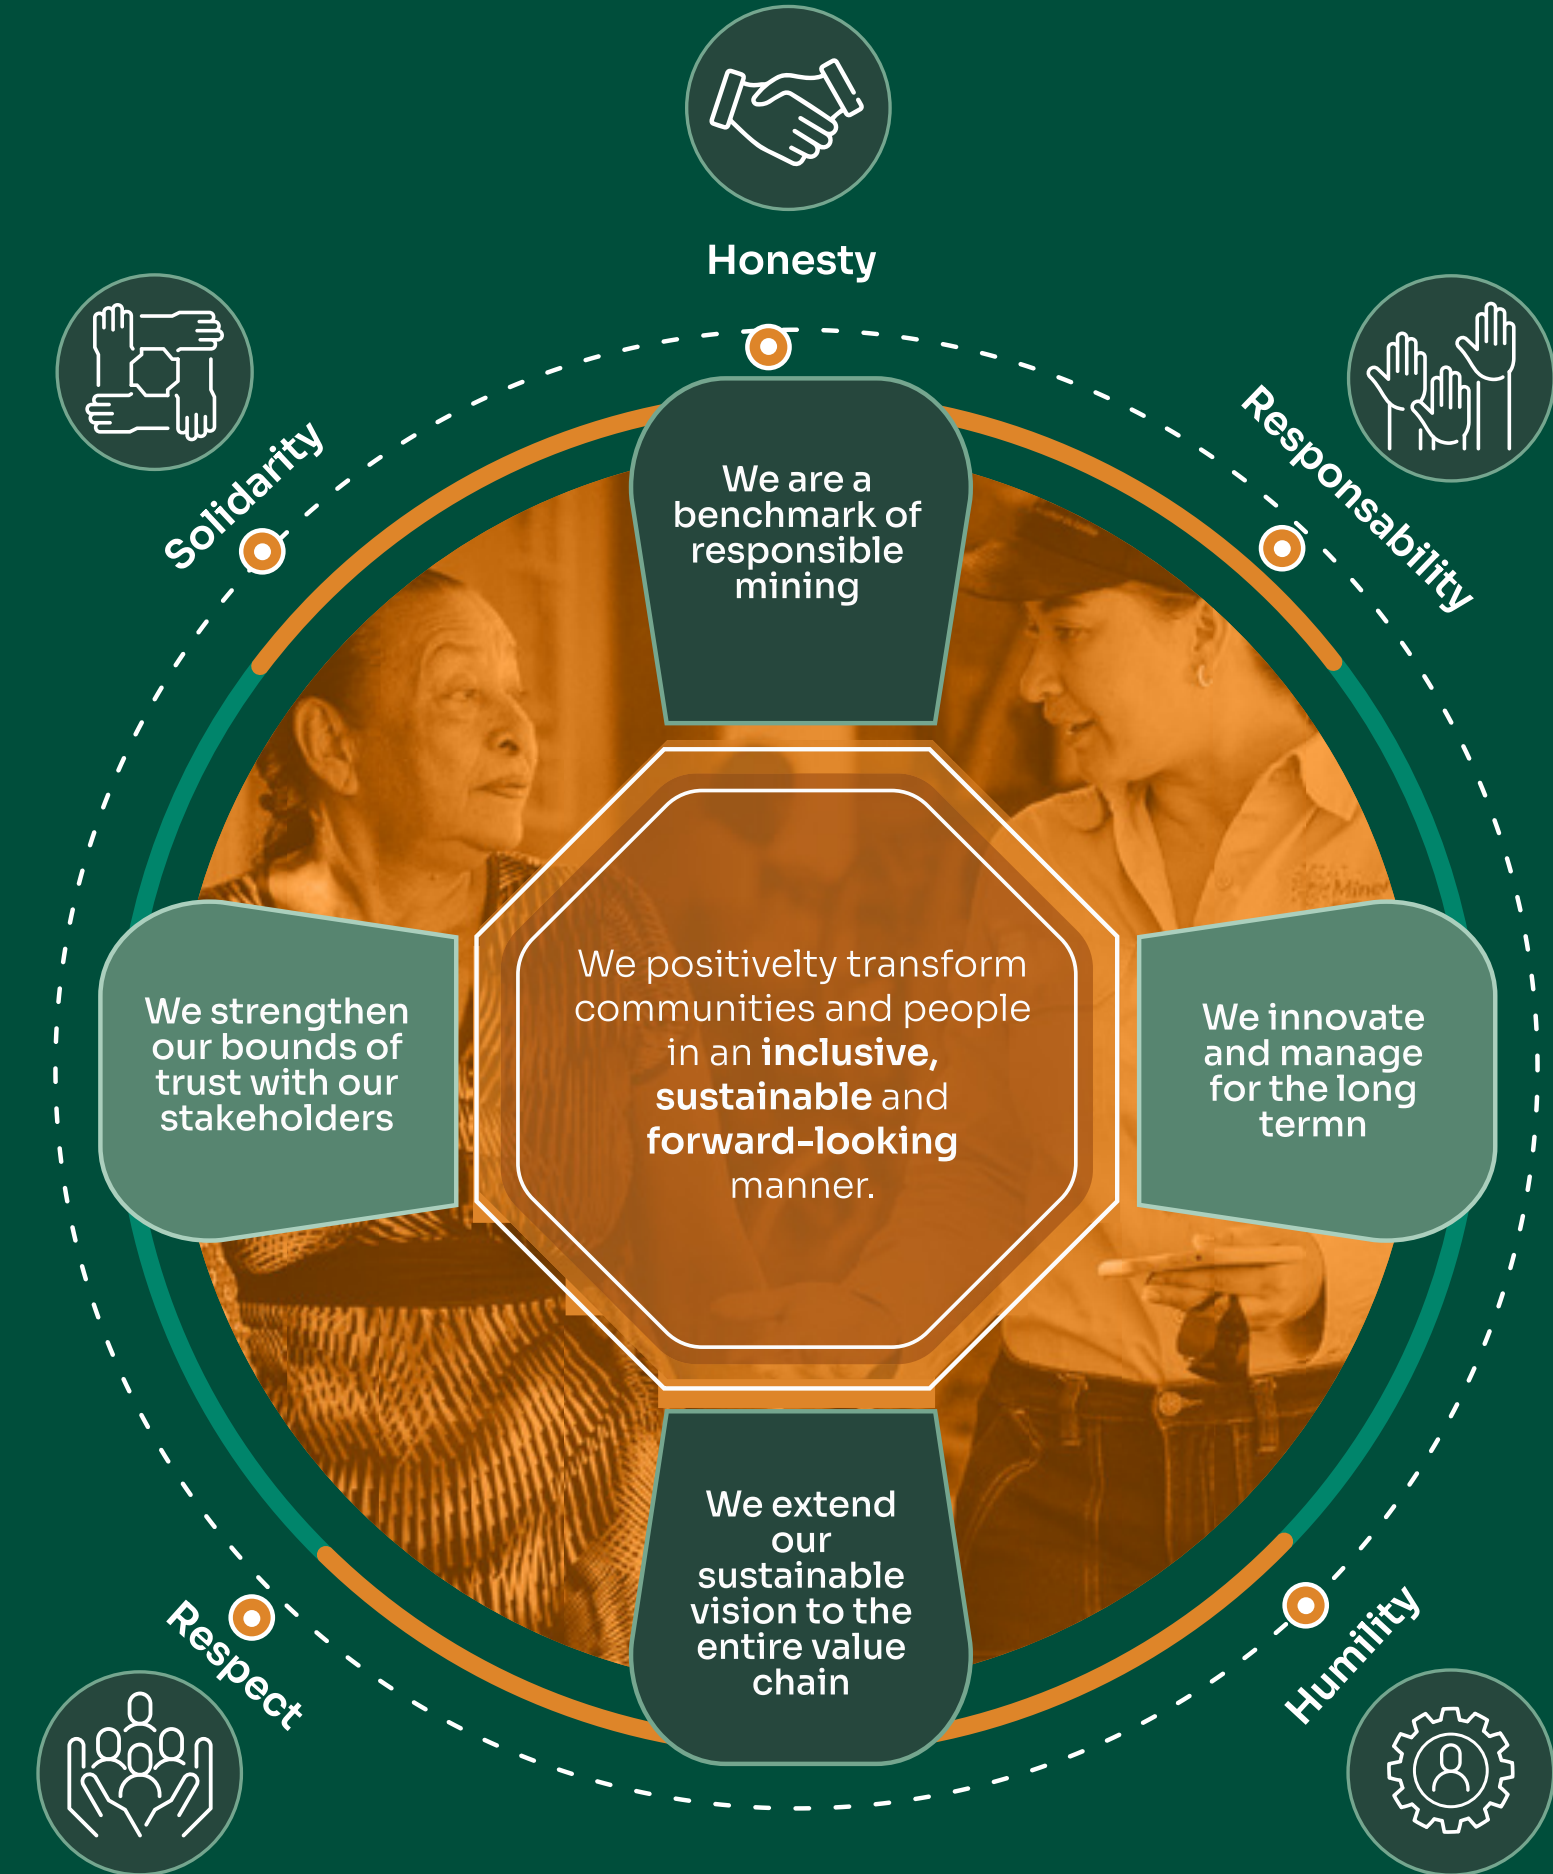 Honesty
Solidarity
Responsability
We are a
benchmark of
responsible
mining
We strengthen
our bounds of
trust with our
stakeholders
We positivelty transform
communities and people
in an inclusive,
sustainable and
forward-looking
manner.
We innovate
and manage
for the long
termn
We extend
our
sustainable
vision to the
entire value
chain
Respect
Humility